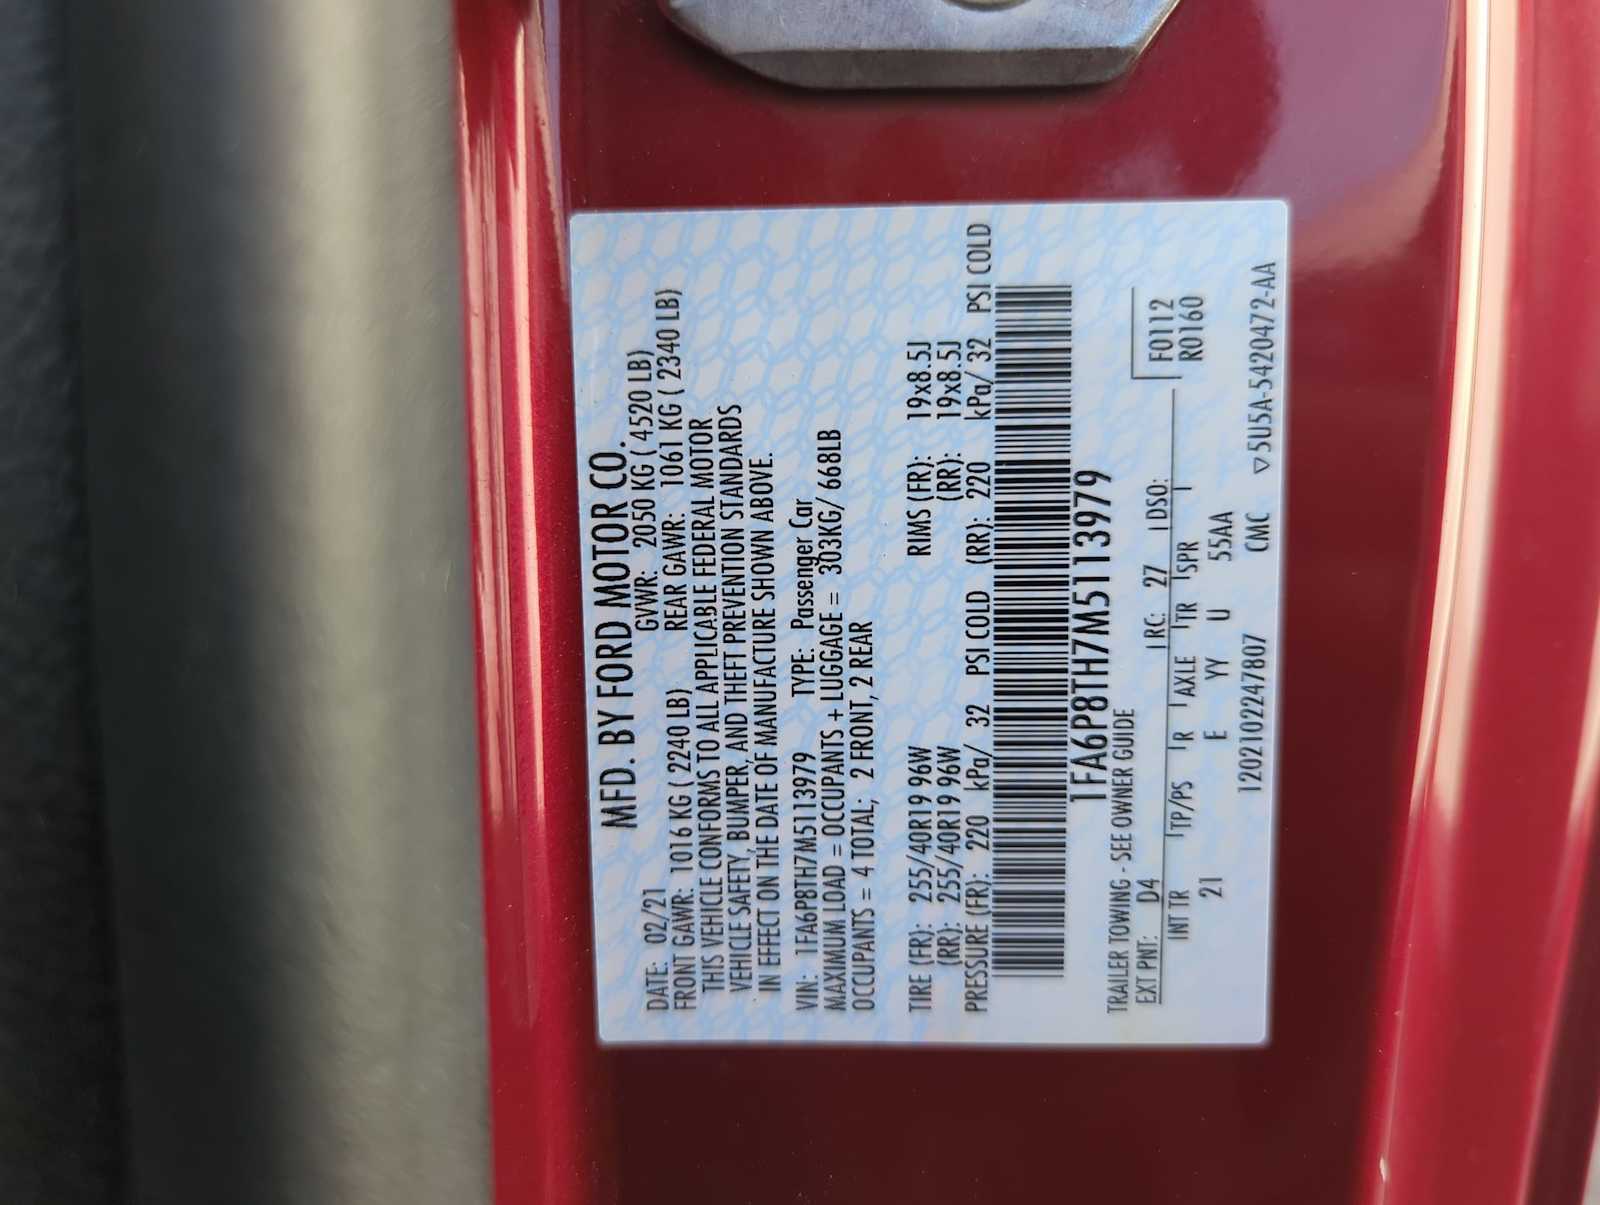 MFD. BY FORD MOTOR CO.
DATE: 02/21 GVWR: 2050 KG ( 4520 LB)
FRONT GAWR: 1016 KG ( 2240 LB) REAR GAWR: 1061 KG ( 2340 LB)
THIS VEHICLE CONFORMS TO ALL APPLICABLE FEDERAL MOTOR
VEHICLE SAFETY, BUMPER, AND THEFT PREVENTION STANDARDS
IN EFFECT ON THE DATE OF MANUFACTURE SHOWN ABOVE.
VIN: 1FA6P8TH7M5113979 TYPE: Passenger Car
MAXIMUM LOAD = OCCUPANTS + LUGGAGE = 303KG/ 668LB
OCCUPANTS = 4 TOTAL; 2 FRONT, 2 REAR
TIRE (FR): 255/40R19 96W RIMS (FR): 19x8.5J
(RR): 255/40R19 96W (RR): 19x8.5J
PRESSURE (FR): 220 kPa/ 32 PSI COLD (RR): 220 kPa/ 32 PSI COLD
1FA6P8TH7M5113979
TRAILER TOWING - SEE OWNER GUIDE
EXT PNT: D4 RC: 27 DSO: F0112
R0160
INT TR TP/PS R AXLE TR SPR
21 E YY U 55AA
12021022478​07 CMC ▽5U5A-5420472-AA